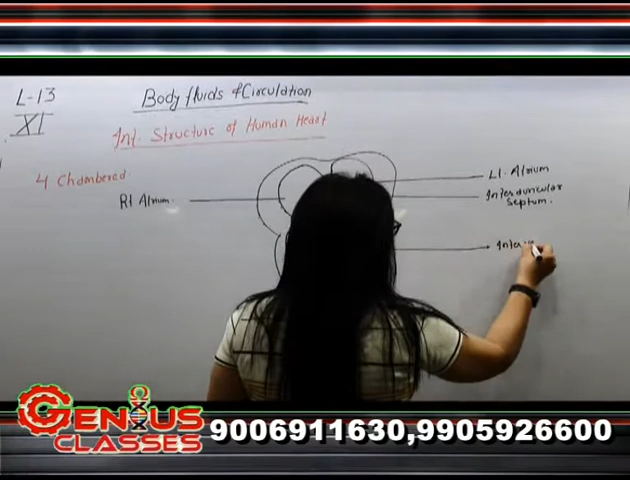 L-13
XI
Body fluids & Circulation
Int. Structure of Human Heart
4 Chambered
Rt Atrium
Lt. Atrium
Interauricular
Septum.
Inter
GENIUS
CLASSES
9006911630,9905926600